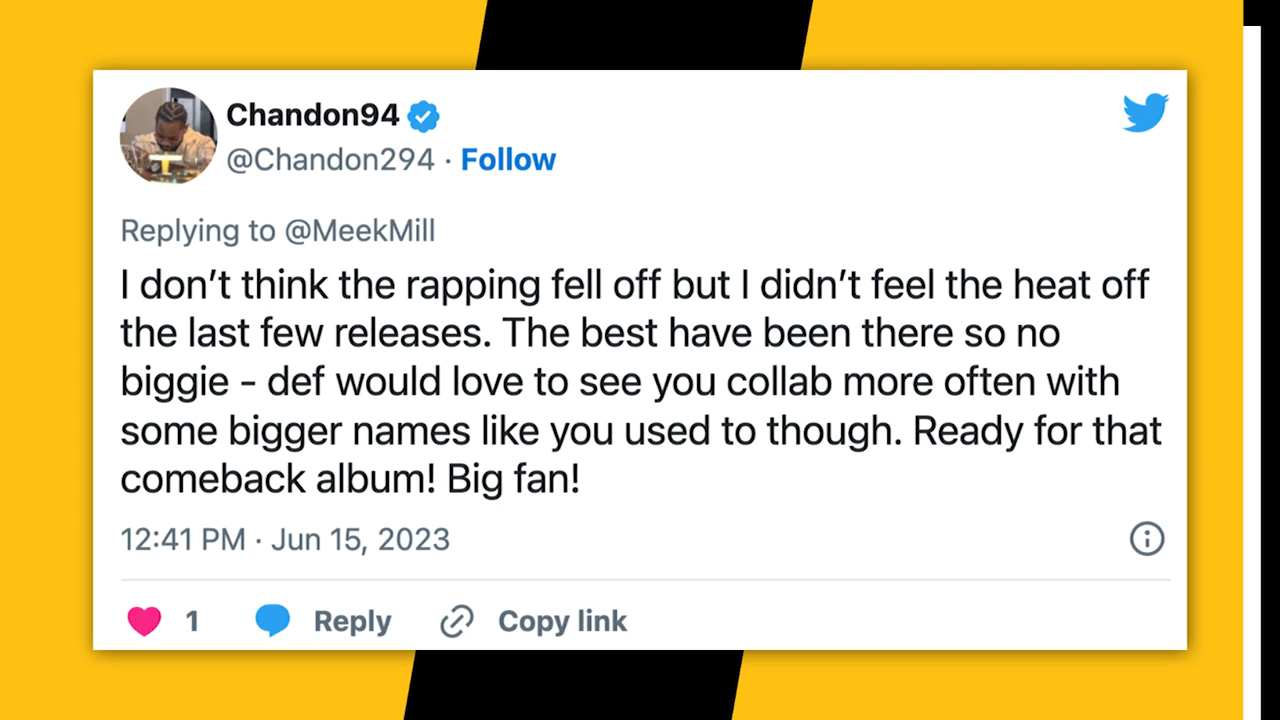 Chandon94
@Chandon294 · Follow
Replying to @MeekMill
I don’t think the rapping fell off but I didn’t feel the heat off
the last few releases. The best have been there so no
biggie - def would love to see you collab more often with
some bigger names like you used to though. Ready for that
comeback album! Big fan!
12:41 PM · Jun 15, 2023
1 Reply Copy link